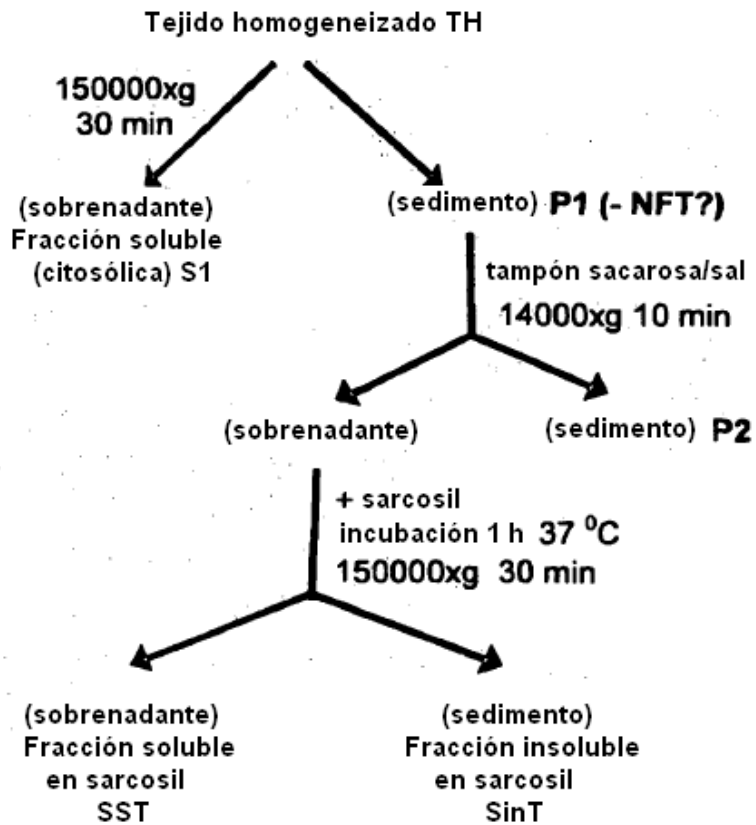 Tejido homogeneizado TH
150000xg
30 min
(sobrenadante)
Fracción soluble
(citosólica) S1
(sedimento) P1 (- NFT?)
tampón sacarosa/sal
14000xg 10 min
(sobrenadante)
(sedimento) P2
+ sarcosil
incubación 1 h 37 ⁰C
150000xg 30 min
(sobrenadante)
Fracción soluble
en sarcosil
SST
(sedimento)
Fracción insoluble
en sarcosil
SinT